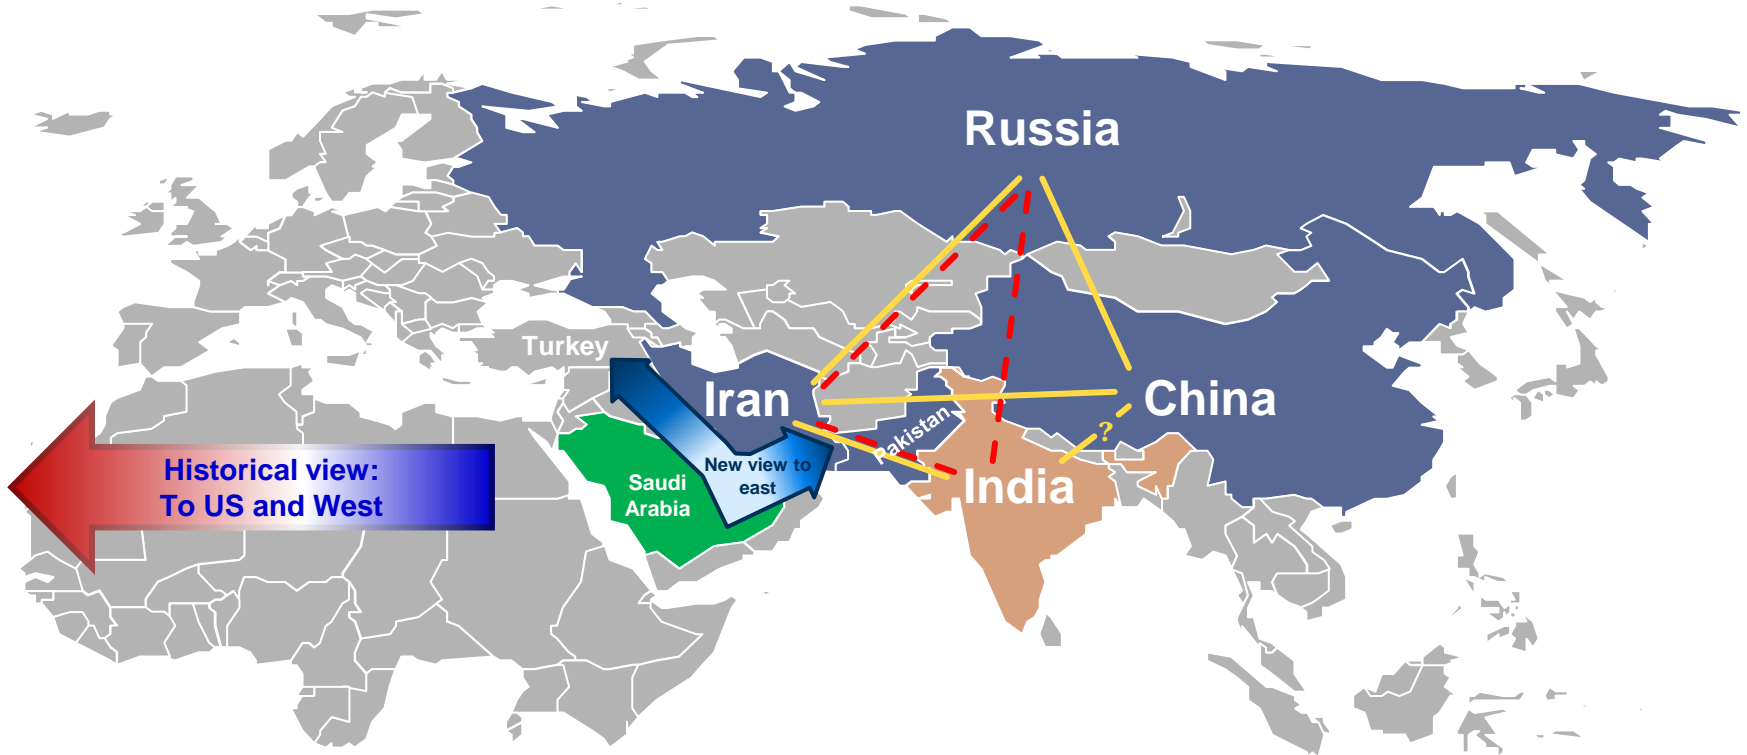 Russia
Turkey
Iran
China
Pakistan
?
Historical view:
To US and West
New view to
east
Saudi
Arabia
India